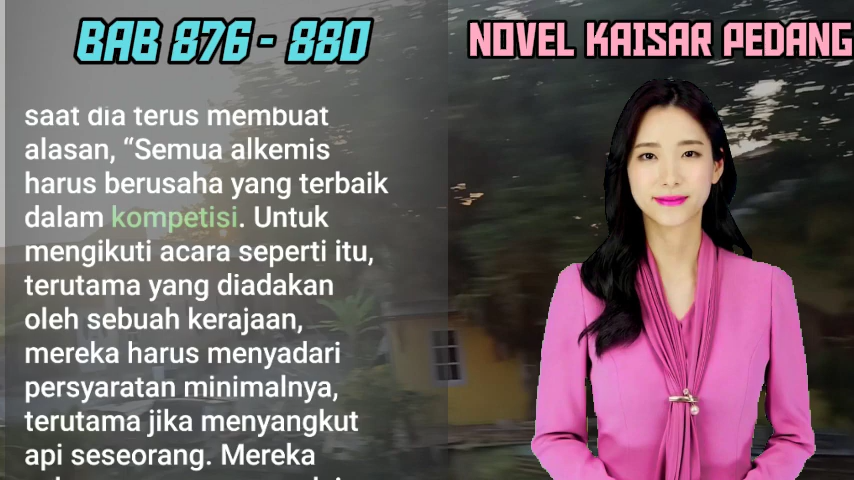 BAB 876 - 880
NOVEL KAISAR PEDANG
saat dia terus membuat
alasan, “Semua alkemis
harus berusaha yang terbaik
dalam kompetisi. Untuk
mengikuti acara seperti itu,
terutama yang diadakan
oleh sebuah kerajaan,
mereka harus menyadari
persyaratan minimalnya,
terutama jika menyangkut
api seseorang. Mereka